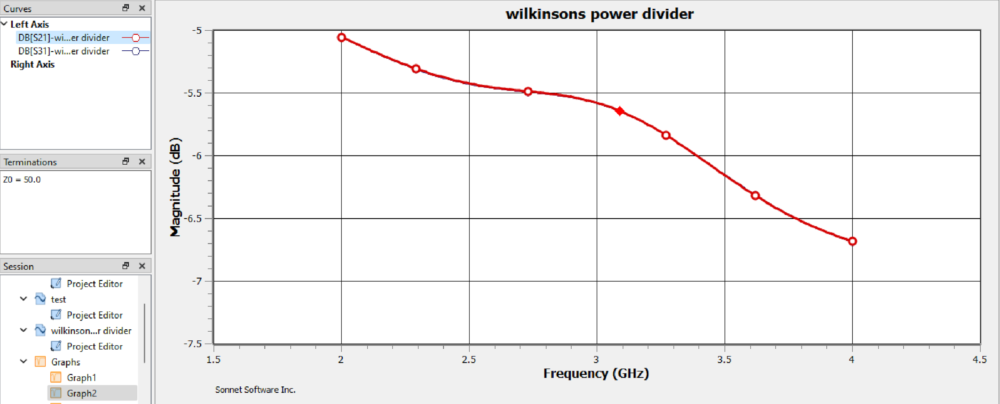 Curves
Left Axis
DB[S21]-wi...er divider
DB[S31]-wi...er divider
Right Axis
Terminations
Z0 = 50.0
Session
Project Editor
test
Project Editor
wilkinson...r divider
Project Editor
Graphs
Graph1
Graph2
wilkinsons power divider
Magnitude (dB)
-5
-5.5
-6
-6.5
-7
-7.5
1.5 2 2.5 3 3.5 4 4.5
Frequency (GHz)
Sonnet Software Inc.